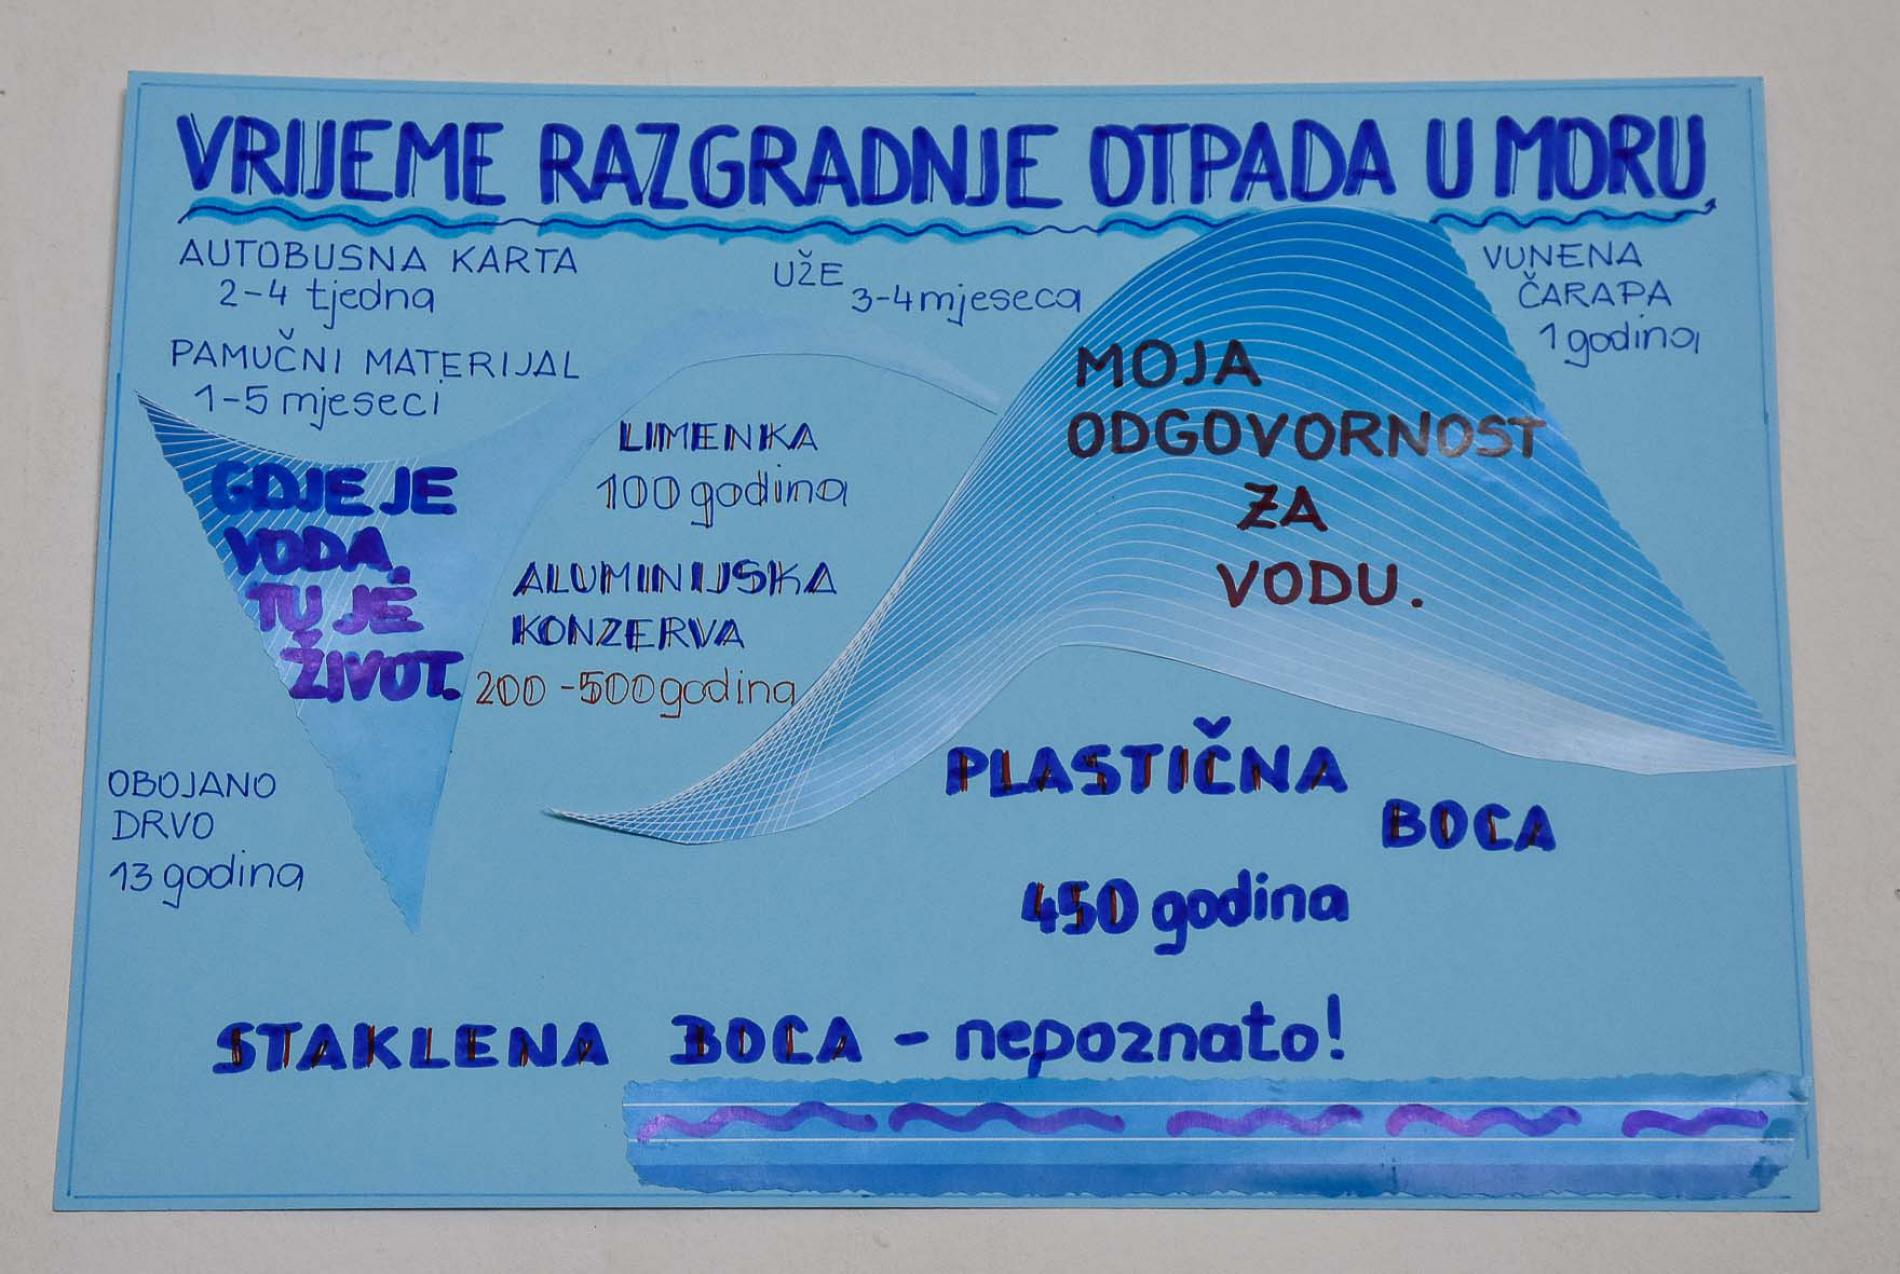 VRIJEME RAZGRADNJE OTPADA U MORU
AUTOBUSNA KARTA
2-4 tjedna
UŽE
3-4 mjeseca
VUNENA
ČARAPA
1 godina
PAMUČNI MATERIJAL
1-5 mjeseci
MOJA
ODGOVORNOST
ZA
VODU.
LIMENKA
100 godina
GDJE JE
VODA,
TU JE
ŽIVOT.
ALUMINIJSKA
KONZERVA
200-500 godina
OBOJANO
DRVO
13 godina
PLASTIČNA
BOCA
450 godina
STAKLENA BOCA - nepoznato!